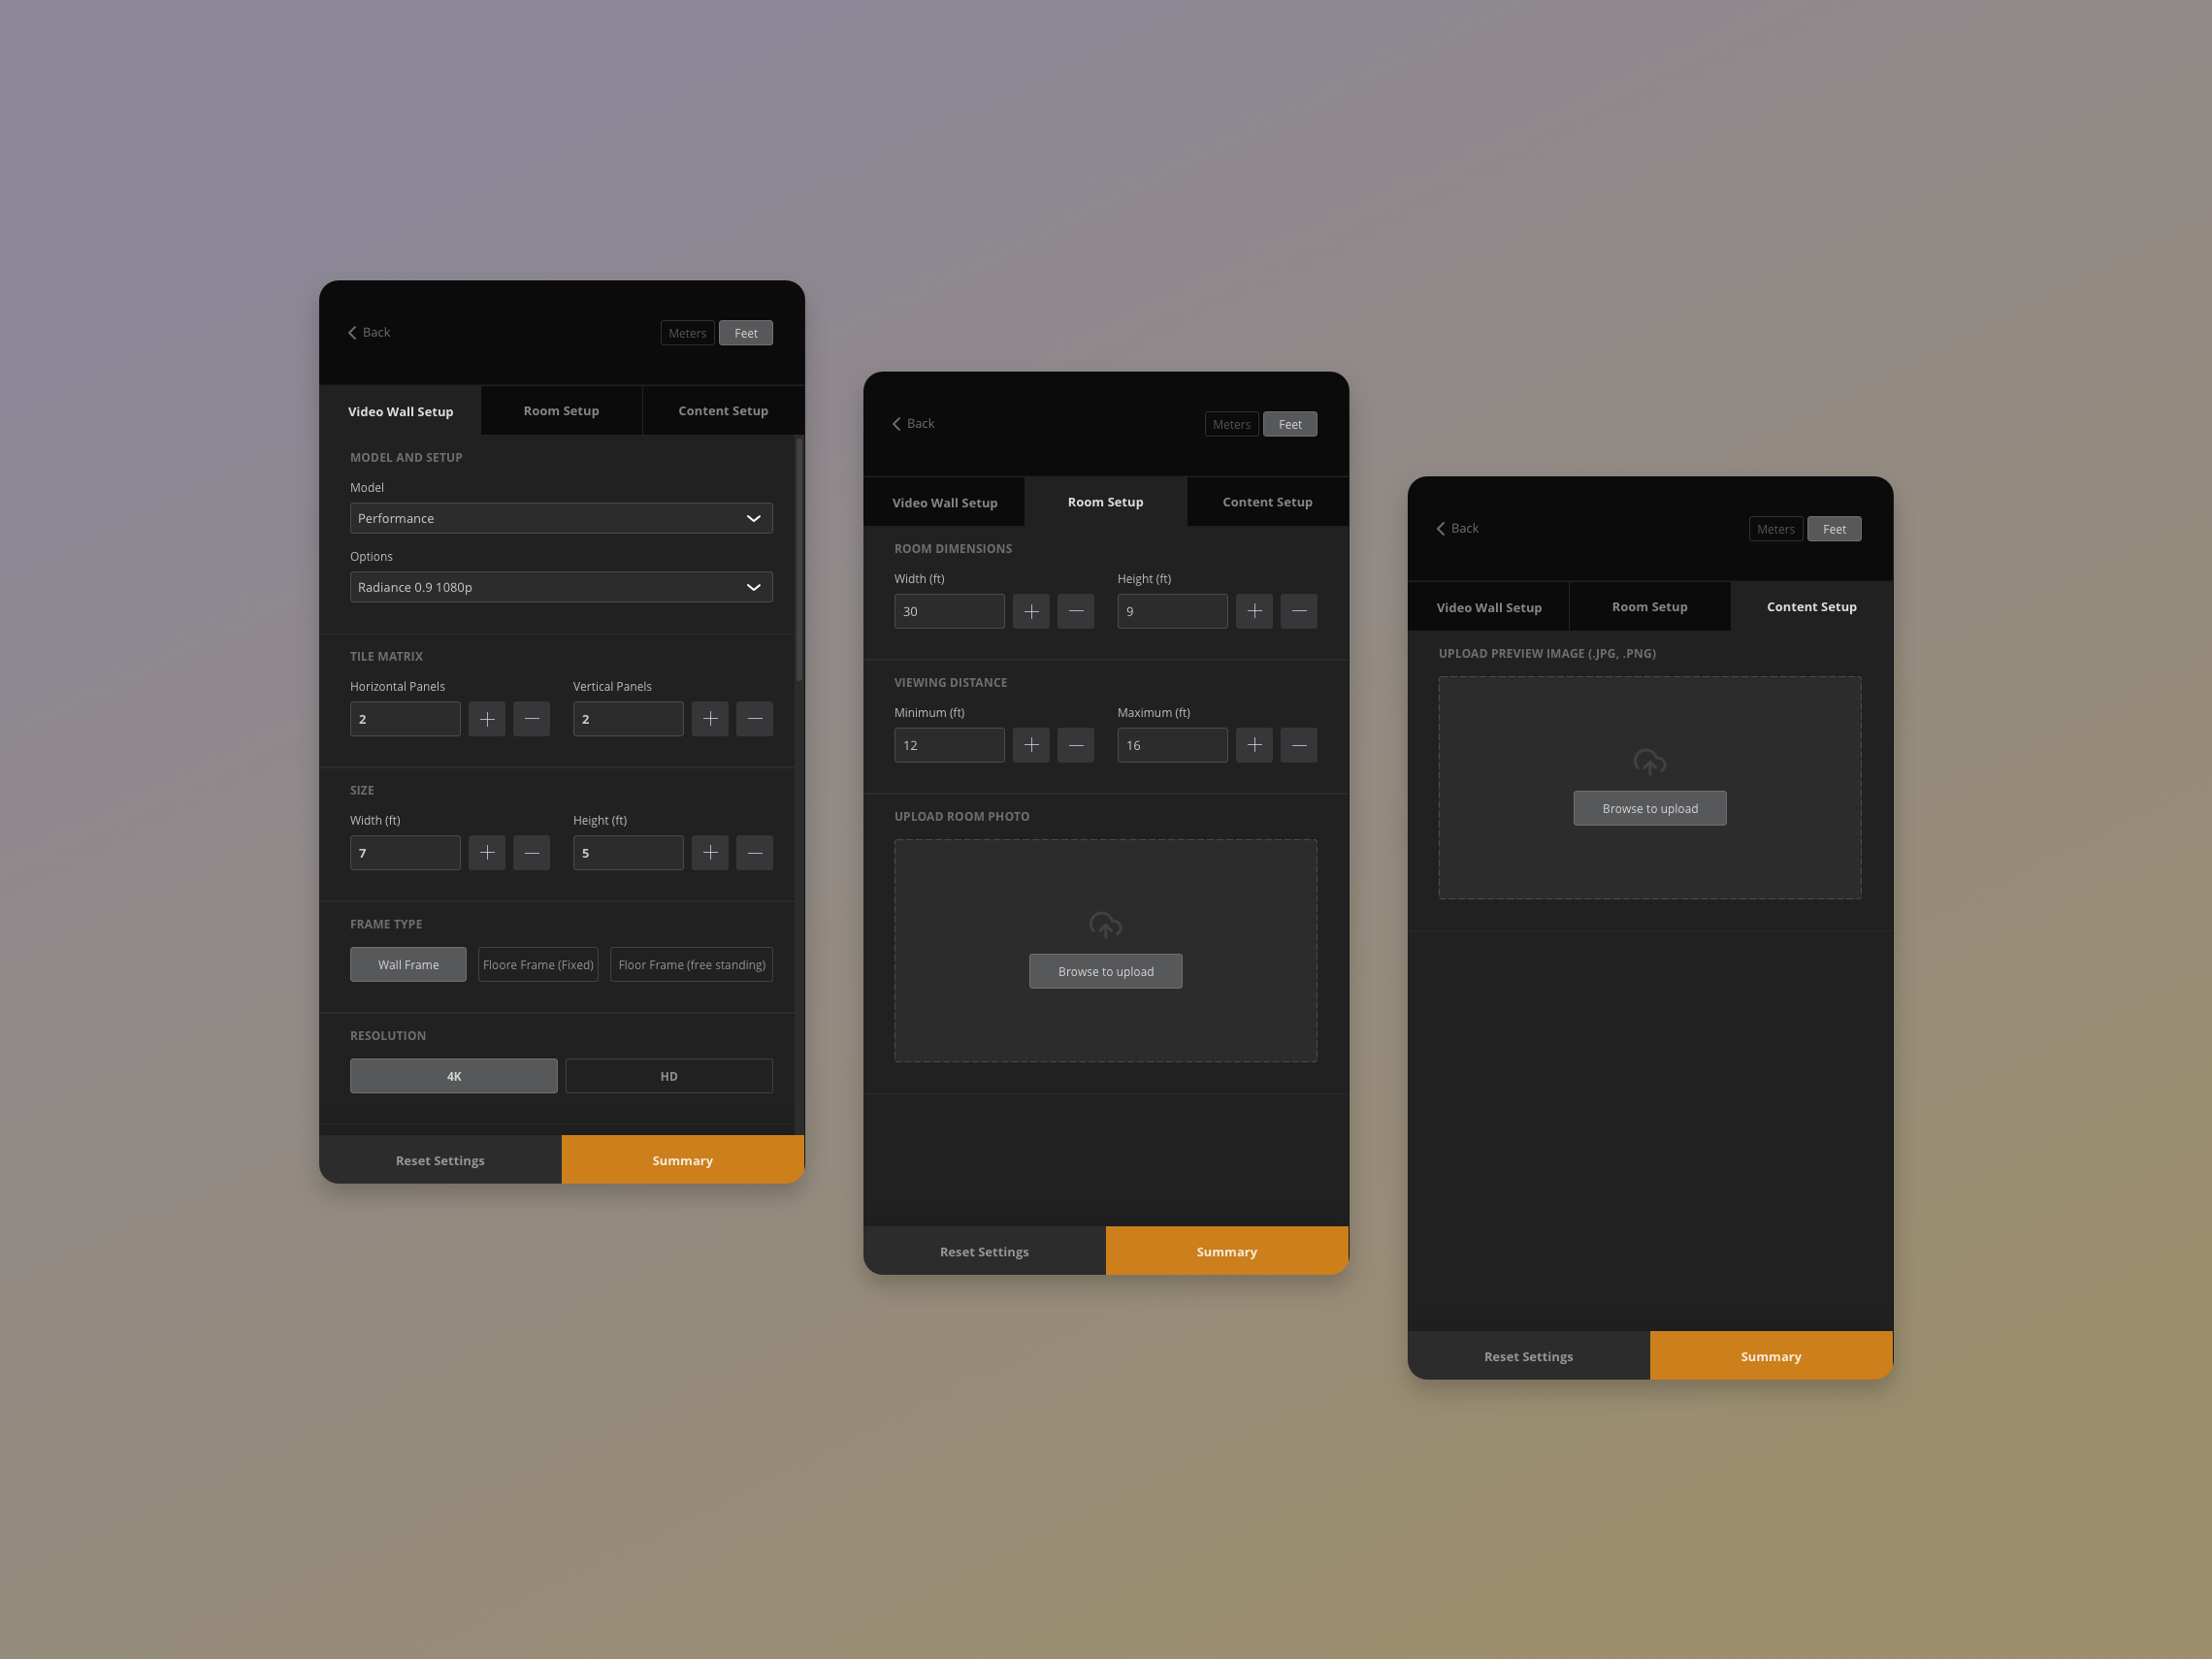 Back
Meters Feet
Video Wall Setup Room Setup Content Setup
MODEL AND SETUP
Model
Performance
Options
Radiance 0.9 1080p
TILE MATRIX
Horizontal Panels Vertical Panels
2 2
SIZE
Width (ft) Height (ft)
7 5
FRAME TYPE
Wall Frame Floore Frame (Fixed) Floor Frame (free standing)
RESOLUTION
4K HD
Reset Settings Summary
Back
Meters Feet
Video Wall Setup Room Setup Content Setup
ROOM DIMENSIONS
Width (ft) Height (ft)
30 9
VIEWING DISTANCE
Minimum (ft) Maximum (ft)
12 16
UPLOAD ROOM PHOTO
Browse to upload
Reset Settings Summary
Back
Meters Feet
Video Wall Setup Room Setup Content Setup
UPLOAD PREVIEW IMAGE (.JPG, .PNG)
Browse to upload
Reset Settings Summary